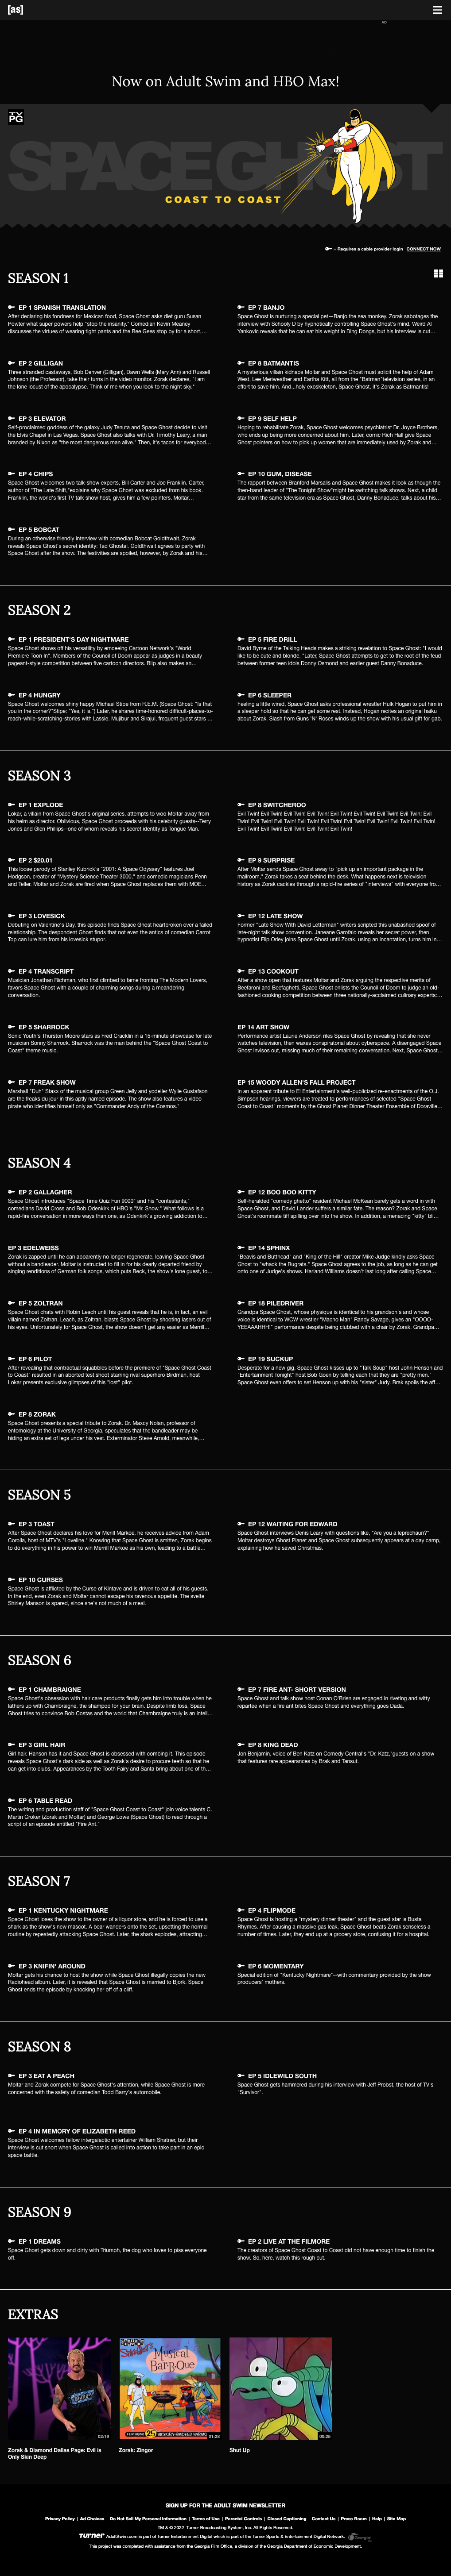 [as]
AD
Now on Adult Swim and HBO Max!
TV
PG
SPACE GHOST
COAST TO COAST
= Requires a cable provider login CONNECT NOW
SEASON 1
EP 1 SPANISH TRANSLATION
After declaring his fondness for Mexican food, Space Ghost asks diet guru Susan
Powter what super powers help "stop the insanity." Comedian Kevin Meaney
discusses the virtues of wearing tight pants and the Bee Gees stop by for a short,...
EP 7 BANJO
Space Ghost is nurturing a special pet—Banjo the sea monkey. Zorak sabotages the
interview with Schooly D by hypnotically controlling Space Ghost's mind. Weird Al
Yankovic reveals that he can eat his weight in Ding Dongs, but his interview is cut...
EP 2 GILLIGAN
Three stranded castaways, Bob Denver (Gilligan), Dawn Wells (Mary Ann) and Russell
Johnson (the Professor), take their turns in the video monitor. Zorak declares, "I am
the lone locust of the apocalypse. Think of me when you look to the night sky."
EP 8 BATMANTIS
A mysterious villain kidnaps Moltar and Space Ghost must solicit the help of Adam
West, Lee Meriweather and Eartha Kitt, all from the "Batman"television series, in an
effort to save him. And...holy exoskeleton, Space Ghost, it's Zorak as Batmantis!
EP 3 ELEVATOR
Self-proclaimed goddess of the galaxy Judy Tenuta and Space Ghost decide to visit
the Elvis Chapel in Las Vegas. Space Ghost also talks with Dr. Timothy Leary, a man
branded by Nixon as "the most dangerous man alive." Then, it's tacos for everybod...
EP 9 SELF HELP
Hoping to rehabilitate Zorak, Space Ghost welcomes psychiatrist Dr. Joyce Brothers,
who ends up being more concerned about him. Later, comic Rich Hall give Space
Ghost pointers on how to pick up women that are immediately used by Zorak and...
EP 4 CHIPS
Space Ghost welcomes two talk-show experts, Bill Carter and Joe Franklin. Carter,
author of "The Late Shift,"explains why Space Ghost was excluded from his book.
Franklin, the world's first TV talk show host, gives him a few pointers. Moltar...
EP 10 GUM, DISEASE
The rapport between Branford Marsalis and Space Ghost makes it look as though the
then-band leader of "The Tonight Show"might be switching talk shows. Next, a child
star from the same television era as Space Ghost, Danny Bonaduce, talks about his...
EP 5 BOBCAT
During an otherwise friendly interview with comedian Bobcat Goldthwait, Zorak
reveals Space Ghost's secret identity: Tad Ghostal. Goldthwait agrees to party with
Space Ghost after the show. The festivities are spoiled, however, by Zorak and his...
SEASON 2
EP 1 PRESIDENT'S DAY NIGHTMARE
Space Ghost shows off his versatility by emceeing Cartoon Network's "World
Premiere Toon In". Members of the Council of Doom appear as judges in a beauty
pageant-style competition between five cartoon directors. Blip also makes an...
EP 5 FIRE DRILL
David Byrne of the Talking Heads makes a striking revelation to Space Ghost: "I would
like to be cute and blonde. "Later, Space Ghost attempts to get to the root of the feud
between former teen idols Donny Osmond and earlier guest Danny Bonaduce.
EP 4 HUNGRY
Space Ghost welcomes shiny happy Michael Stipe from R.E.M. (Space Ghost: "Is that
you in the corner?"Stipe: "Yes, it is.") Later, he shares time-honored difficult-places-to-
reach-while-scratching-stories with Lassie. Mujibur and Sirajul, frequent guest stars ...
EP 6 SLEEPER
Feeling a little wired, Space Ghost asks professional wrestler Hulk Hogan to put him in
a sleeper hold so that he can get some rest. Instead, Hogan recites an original haiku
about Zorak. Slash from Guns 'N' Roses winds up the show with his usual gift for gab.
SEASON 3
EP 1 EXPLODE
Lokar, a villain from Space Ghost's original series, attempts to woo Moltar away from
his helm as director. Oblivious, Space Ghost proceeds with his celebrity guests--Terry
Jones and Glen Phillips--one of whom reveals his secret identity as Tongue Man.
EP 8 SWITCHEROO
Evil Twin! Evil Twin! Evil Twin! Evil Twin! Evil Twin! Evil Twin! Evil Twin! Evil Twin! Evil
Twin! Evil Twin! Evil Twin! Evil Twin! Evil Twin! Evil Twin! Evil Twin! Evil Twin! Evil Twin!
Evil Twin! Evil Twin! Evil Twin! Evil Twin! Evil Twin!
EP 2 $20.01
This loose parody of Stanley Kubrick's "2001: A Space Odyssey" features Joel
Hodgson, creator of "Mystery Science Theater 3000," and comedic magicians Penn
and Teller. Moltar and Zorak are fired when Space Ghost replaces them with MOE...
EP 9 SURPRISE
After Moltar sends Space Ghost away to "pick up an important package in the
mailroom," Zorak takes a seat behind the desk. What happens next is television
history as Zorak cackles through a rapid-fire series of "interviews" with everyone fro...
EP 3 LOVESICK
Debuting on Valentine's Day, this episode finds Space Ghost heartbroken over a failed
relationship. The despondent Ghost finds that not even the antics of comedian Carrot
Top can lure him from his lovesick stupor.
EP 12 LATE SHOW
Former "Late Show With David Letterman" writers scripted this unabashed spoof of
late-night talk show convention. Janeane Garofalo reveals her secret power, then
hypnotist Flip Orley joins Space Ghost until Zorak, using an incantation, turns him in...
EP 4 TRANSCRIPT
Musician Jonathan Richman, who first climbed to fame fronting The Modern Lovers,
favors Space Ghost with a couple of charming songs during a meandering
conversation.
EP 13 COOKOUT
After a show open that features Moltar and Zorak arguing the respective merits of
Beefaroni and Beefaghetti, Space Ghost enlists the Council of Doom to judge an old-
fashioned cooking competition between three nationally-acclaimed culinary experts:...
EP 5 SHARROCK
Sonic Youth's Thurston Moore stars as Fred Cracklin in a 15-minute showcase for late
musician Sonny Sharrock. Sharrock was the man behind the "Space Ghost Coast to
Coast" theme music.
EP 14 ART SHOW
Performance artist Laurie Anderson riles Space Ghost by revealing that she never
watches television, then waxes conspiratorial about cyberspace. A disengaged Space
Ghost invisos out, missing much of their remaining conversation. Next, Space Ghost...
EP 7 FREAK SHOW
Marshall "Duh" Staxx of the musical group Green Jelly and yodeller Wylie Gustafson
are the freaks du jour in this aptly named episode. The show also features a video
pirate who identifies himself only as "Commander Andy of the Cosmos."
EP 15 WOODY ALLEN'S FALL PROJECT
In an apparent tribute to E! Entertainment's well-publicized re-enactments of the O.J.
Simpson hearings, viewers are treated to performances of selected "Space Ghost
Coast to Coast" moments by the Ghost Planet Dinner Theater Ensemble of Doraville...
SEASON 4
EP 2 GALLAGHER
Space Ghost introduces "Space Time Quiz Fun 9000" and his "contestants,"
comedians David Cross and Bob Odenkirk of HBO's "Mr. Show." What follows is a
rapid-fire conversation in more ways than one, as Odenkirk's growing addiction to...
EP 12 BOO BOO KITTY
Self-heralded "comedy ghetto" resident Michael McKean barely gets a word in with
Space Ghost, and David Lander suffers a similar fate. The reason? Zorak and Space
Ghost's roommate tiff spilling over into the show. In addition, a menacing "kitty" bli...
EP 3 EDELWEISS
Zorak is zapped until he can apparently no longer regenerate, leaving Space Ghost
without a bandleader. Moltar is instructed to fill in for his dearly departed friend by
singing renditions of German folk songs, which puts Beck, the show's lone guest, to...
EP 14 SPHINX
"Beavis and Butthead" and "King of the Hill" creator Mike Judge kindly asks Space
Ghost to "whack the Rugrats." Space Ghost agrees to the job, as long as he can get
onto one of Judge's shows. Harland Williams doesn't last long after calling Space...
EP 5 ZOLTRAN
Space Ghost chats with Robin Leach until his guest reveals that he is, in fact, an evil
villain named Zoltran. Leach, as Zoltran, blasts Space Ghost by shooting lasers out of
his eyes. Unfortunately for Space Ghost, the show doesn't get any easier as Merrill...
EP 18 PILEDRIVER
Grandpa Space Ghost, whose physique is identical to his grandson's and whose
voice is identical to WCW wrestler "Macho Man" Randy Savage, gives an "OOOO-
YEEEAAAHHH!" performance despite being clubbed with a chair by Zorak. Grandpa...
EP 6 PILOT
After revealing that contractual squabbles before the premiere of "Space Ghost Coast
to Coast" resulted in an aborted test shoot starring rival superhero Birdman, host
Lokar presents exclusive glimpses of this "lost" pilot.
EP 19 SUCKUP
Desperate for a new gig, Space Ghost kisses up to "Talk Soup" host John Henson and
"Entertainment Tonight" host Bob Goen by telling each that they are "pretty men."
Space Ghost even offers to set Henson up with his "sister" Judy. Brak spoils the aff...
EP 8 ZORAK
Space Ghost presents a special tribute to Zorak. Dr. Maxcy Nolan, professor of
entomology at the University of Georgia, speculates that the bandleader may be
hiding an extra set of legs under his vest. Exterminator Steve Arnold, meanwhile,...
SEASON 5
EP 3 TOAST
After Space Ghost declares his love for Merill Markoe, he receives advice from Adam
Corolla, host of MTV's "Loveline." Knowing that Space Ghost is smitten, Zorak begins
to do everything in his power to win Merrill Markoe as his own, leading to a battle...
EP 12 WAITING FOR EDWARD
Space Ghost interviews Denis Leary with questions like, "Are you a leprechaun?"
Moltar destroys Ghost Planet and Space Ghost subsequently appears at a day camp,
explaining how he saved Christmas.
EP 10 CURSES
Space Ghost is afflicted by the Curse of Kintave and is driven to eat all of his guests.
In the end, even Zorak and Moltar cannot escape his ravenous appetite. The svelte
Shirley Manson is spared, since she's not much of a meal.
SEASON 6
EP 1 CHAMBRAIGNE
Space Ghost's obsession with hair care products finally gets him into trouble when he
lathers up with Chambraigne, the shampoo for your brain. Despite limb loss, Space
Ghost tries to convince Bob Costas and the world that Chambraigne truly is an intell...
EP 7 FIRE ANT- SHORT VERSION
Space Ghost and talk show host Conan O'Brien are engaged in riveting and witty
repartee when a fire ant bites Space Ghost and everything goes Dada.
EP 3 GIRL HAIR
Girl hair. Hanson has it and Space Ghost is obsessed with combing it. This episode
reveals Space Ghost's dark side as well as Zorak's desire to procure teeth so that he
can get into clubs. Appearances by the Tooth Fairy and Santa bring about one of th...
EP 8 KING DEAD
Jon Benjamin, voice of Ben Katz on Comedy Central's "Dr. Katz,"guests on a show
that features rare appearances by Brak and Tansut.
EP 6 TABLE READ
The writing and production staff of "Space Ghost Coast to Coast" join voice talents C.
Martin Croker (Zorak and Moltar) and George Lowe (Space Ghost) to read through a
script of an episode entitled "Fire Ant."
SEASON 7
EP 1 KENTUCKY NIGHTMARE
Space Ghost loses the show to the owner of a liquor store, and he is forced to use a
shark as the show's new mascot. A bear wanders onto the set, upsetting the normal
routine by repeatedly attacking Space Ghost. Later, the shark explodes, attracting...
EP 4 FLIPMODE
Space Ghost is hosting a "mystery dinner theater" and the guest star is Busta
Rhymes. After causing a massive gas leak, Space Ghost beats Zorak senseless a
number of times. Later, they end up at a grocery store, confusing it for a hospital.
EP 3 KNIFIN' AROUND
Moltar gets his chance to host the show while Space Ghost illegally copies the new
Radiohead album. Later, it is revealed that Space Ghost is married to Bjork. Space
Ghost ends the episode by knocking her off of a cliff.
EP 6 MOMENTARY
Special edition of "Kentucky Nightmare"--with commentary provided by the show
producers' mothers.
SEASON 8
EP 3 EAT A PEACH
Moltar and Zorak compete for Space Ghost's attention, while Space Ghost is more
concerned with the safety of comedian Todd Barry's automobile.
EP 5 IDLEWILD SOUTH
Space Ghost gets hammered during his interview with Jeff Probst, the host of TV's
"Survivor".
EP 4 IN MEMORY OF ELIZABETH REED
Space Ghost welcomes fellow intergalactic entertainer William Shatner, but their
interview is cut short when Space Ghost is called into action to take part in an epic
space battle.
SEASON 9
EP 1 DREAMS
Space Ghost gets down and dirty with Triumph, the dog who loves to piss everyone
off.
EP 2 LIVE AT THE FILLMORE
The creators of Space Ghost Coast to Coast did not have enough time to finish the
show. So, here, watch this rough cut.
EXTRAS
Musical
Bar-B-Que
FEATURING 25
03:19
01:23
00:25
Zorak & Diamond Dallas Page: Evil is
Only Skin Deep
Zorak: Zingor
Shut Up
SIGN UP FOR THE ADULT SWIM NEWSLETTER
Privacy Policy | Ad Choices | Do Not Sell My Personal Information | Terms of Use | Parental Controls | Closed Captioning | Contact Us | Press Room | Help | Site Map
TM & © 2022 Turner Broadcasting System, Inc. All Rights Reserved.
TURNER AdultSwim.com is part of Turner Entertainment Digital which is part of the Turner Sports & Entertainment Digital Network.
This project was completed with assistance from the Georgia Film Office, a division of the Georgia Department of Economic Development.